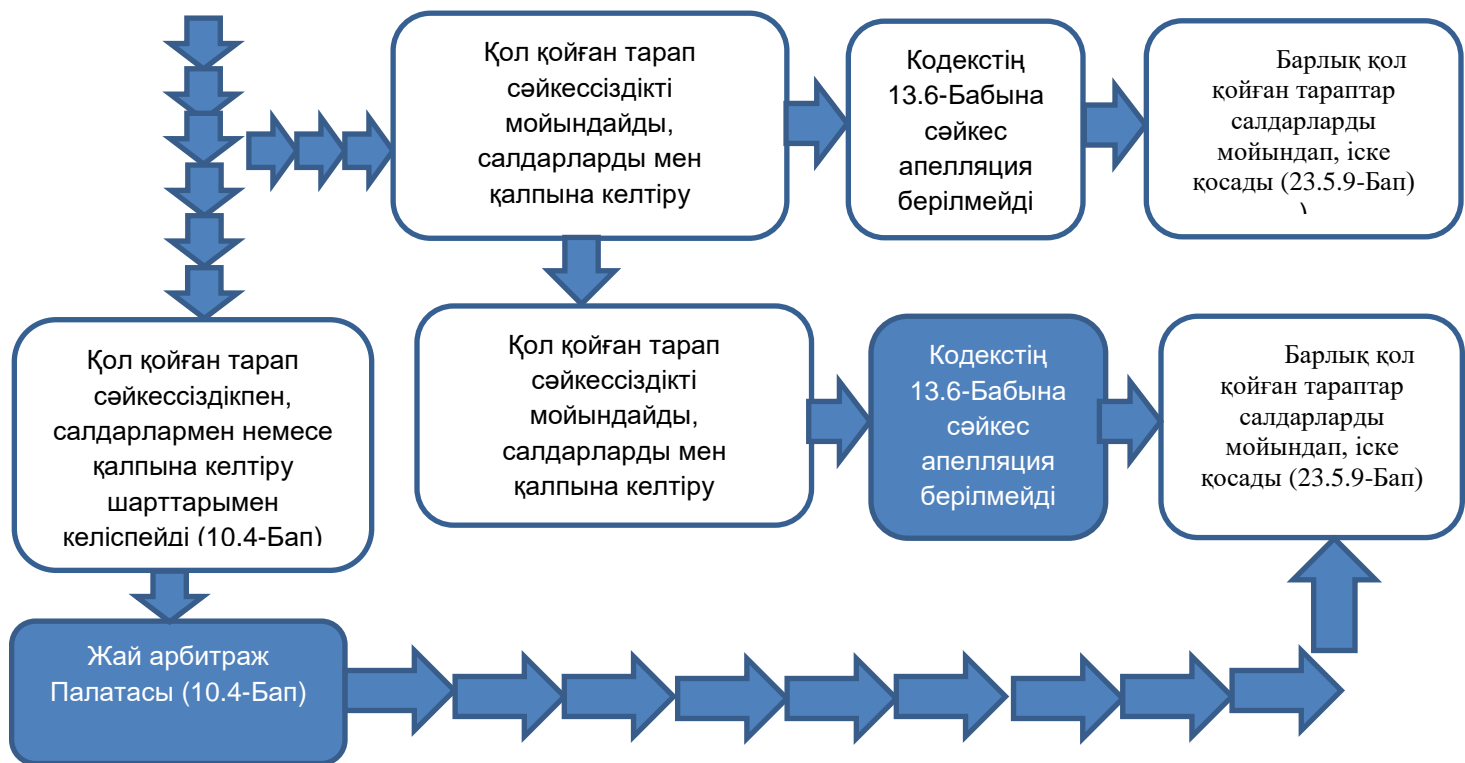 Қол қойған тарап
сәйкессіздікті
мойындайды,
салдарларды мен
қалпына келтіру
Кодекстің
13.6-Бабына
сәйкес
апелляция
берілмейді
Барлық қол
қойған тараптар
салдарларды
мойындап, іске
қосады (23.5.9-Бап)
)
Қол қойған тарап
сәйкессіздікпен,
салдарлармен немесе
қалпына келтіру
шарттарымен
келіспейді (10.4-Бап)
Қол қойған тарап
сәйкессіздікті
мойындайды,
салдарларды мен
қалпына келтіру
Кодекстің
13.6-Бабына
сәйкес
апелляция
берілмейді
Барлық қол
қойған тараптар
салдарларды
мойындап, іске
қосады (23.5.9-Бап)
Жай арбитраж
Палатасы (10.4-Бап)